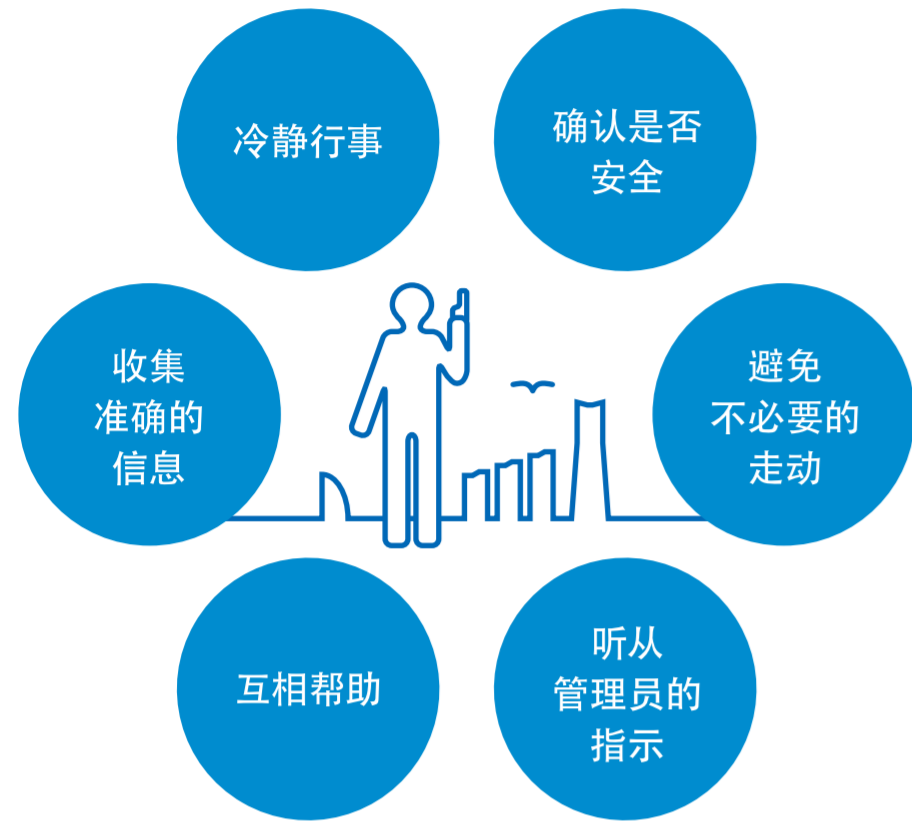 冷静行事
确认是否
安全
收集
准确的
信息
避免
不必要的
走动
互相帮助
听从
管理员的
指示